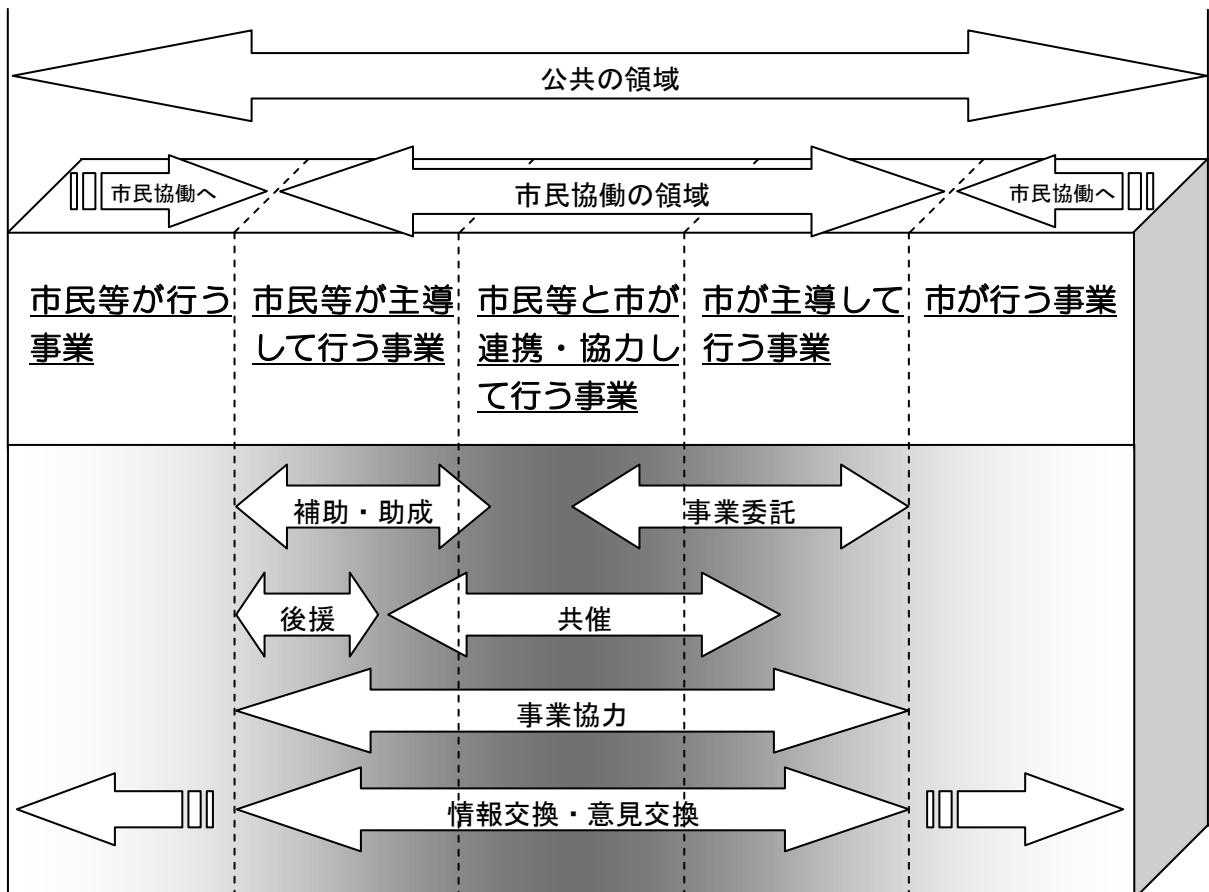 公共の領域
市民協働へ
市民協働の領域
市民協働へ
市民等が行う
事業
市民等が主導
して行う事業
市民等と市が
連携・協力し
て行う事業
市が主導して
行う事業
市が行う事業
補助・助成
事業委託
後援
共催
事業協力
情報交換・意見交換